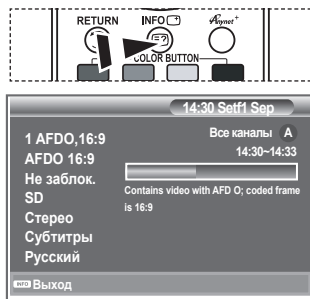 RETURN INFO Anynet+
COLOR BUTTON
14:30 Setf1 Sep
Все каналы A
1 AFDO,16:9
14:30~14:33
AFDO 16:9
Не заблок.
SD
Стерео
Субтитры
Русский
Contains video with AFD O; coded frame
is 16:9
INFO Выход